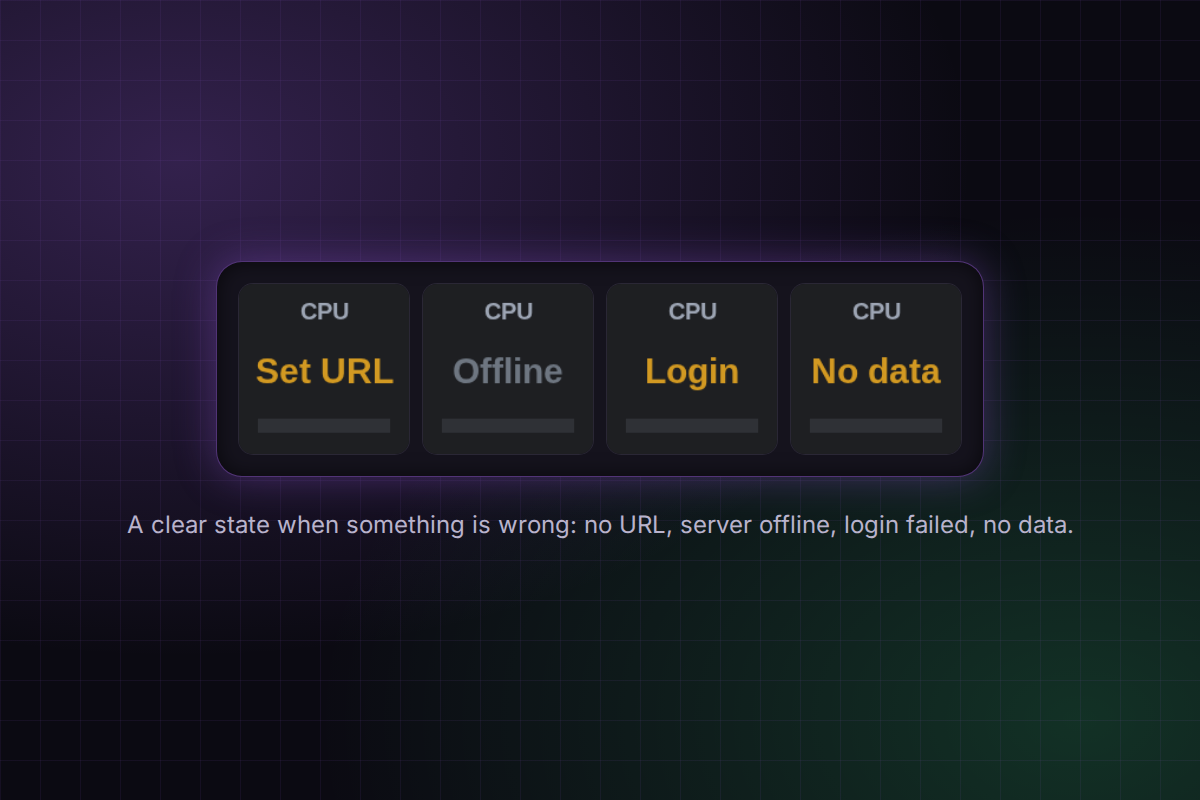 CPU CPU CPU CPU
Set URL Offline Login No data
A clear state when something is wrong: no URL, server offline, login failed, no data.